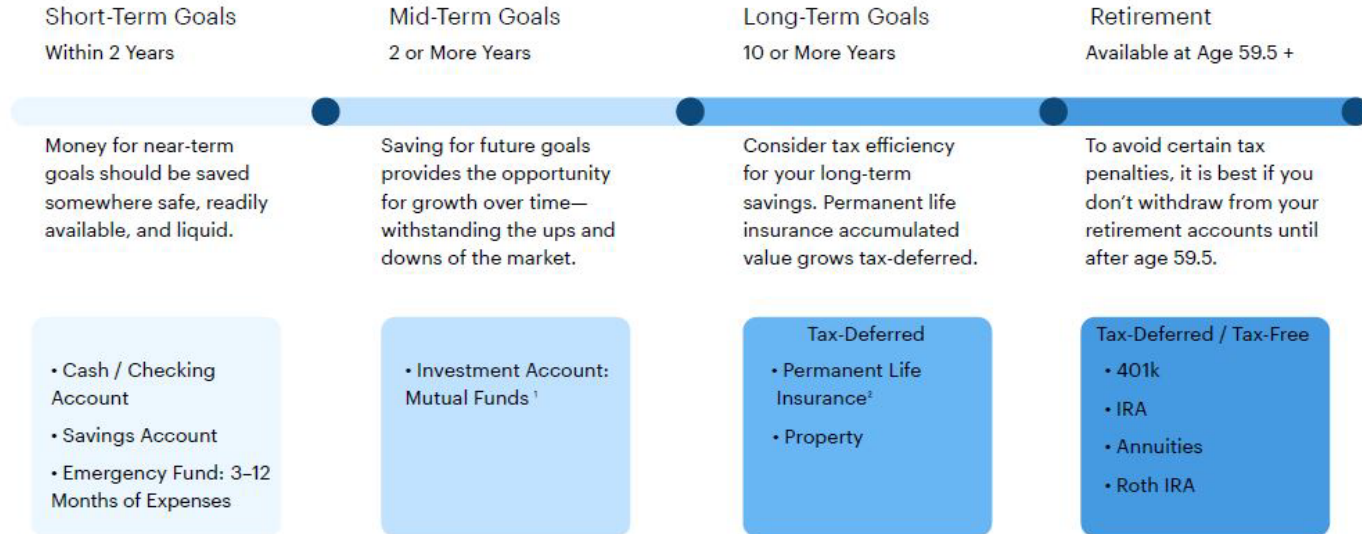 Short-Term Goals
Within 2 Years
Money for near-term
goals should be saved
somewhere safe, readily
available, and liquid.
• Cash / Checking
Account
• Savings Account
• Emergency Fund: 3–12
Months of Expenses
Mid-Term Goals
2 or More Years
Saving for future goals
provides the opportunity
for growth over time—
withstanding the ups and
downs of the market.
• Investment Account:
Mutual Funds ¹
Long-Term Goals
10 or More Years
Consider tax efficiency
for your long-term
savings. Permanent life
insurance accumulated
value grows tax-deferred.
Tax-Deferred
• Permanent Life
Insurance²
• Property
Retirement
Available at Age 59.5 +
To avoid certain tax
penalties, it is best if you
don’t withdraw from your
retirement accounts until
after age 59.5.
Tax-Deferred / Tax-Free
• 401k
• IRA
• Annuities
• Roth IRA